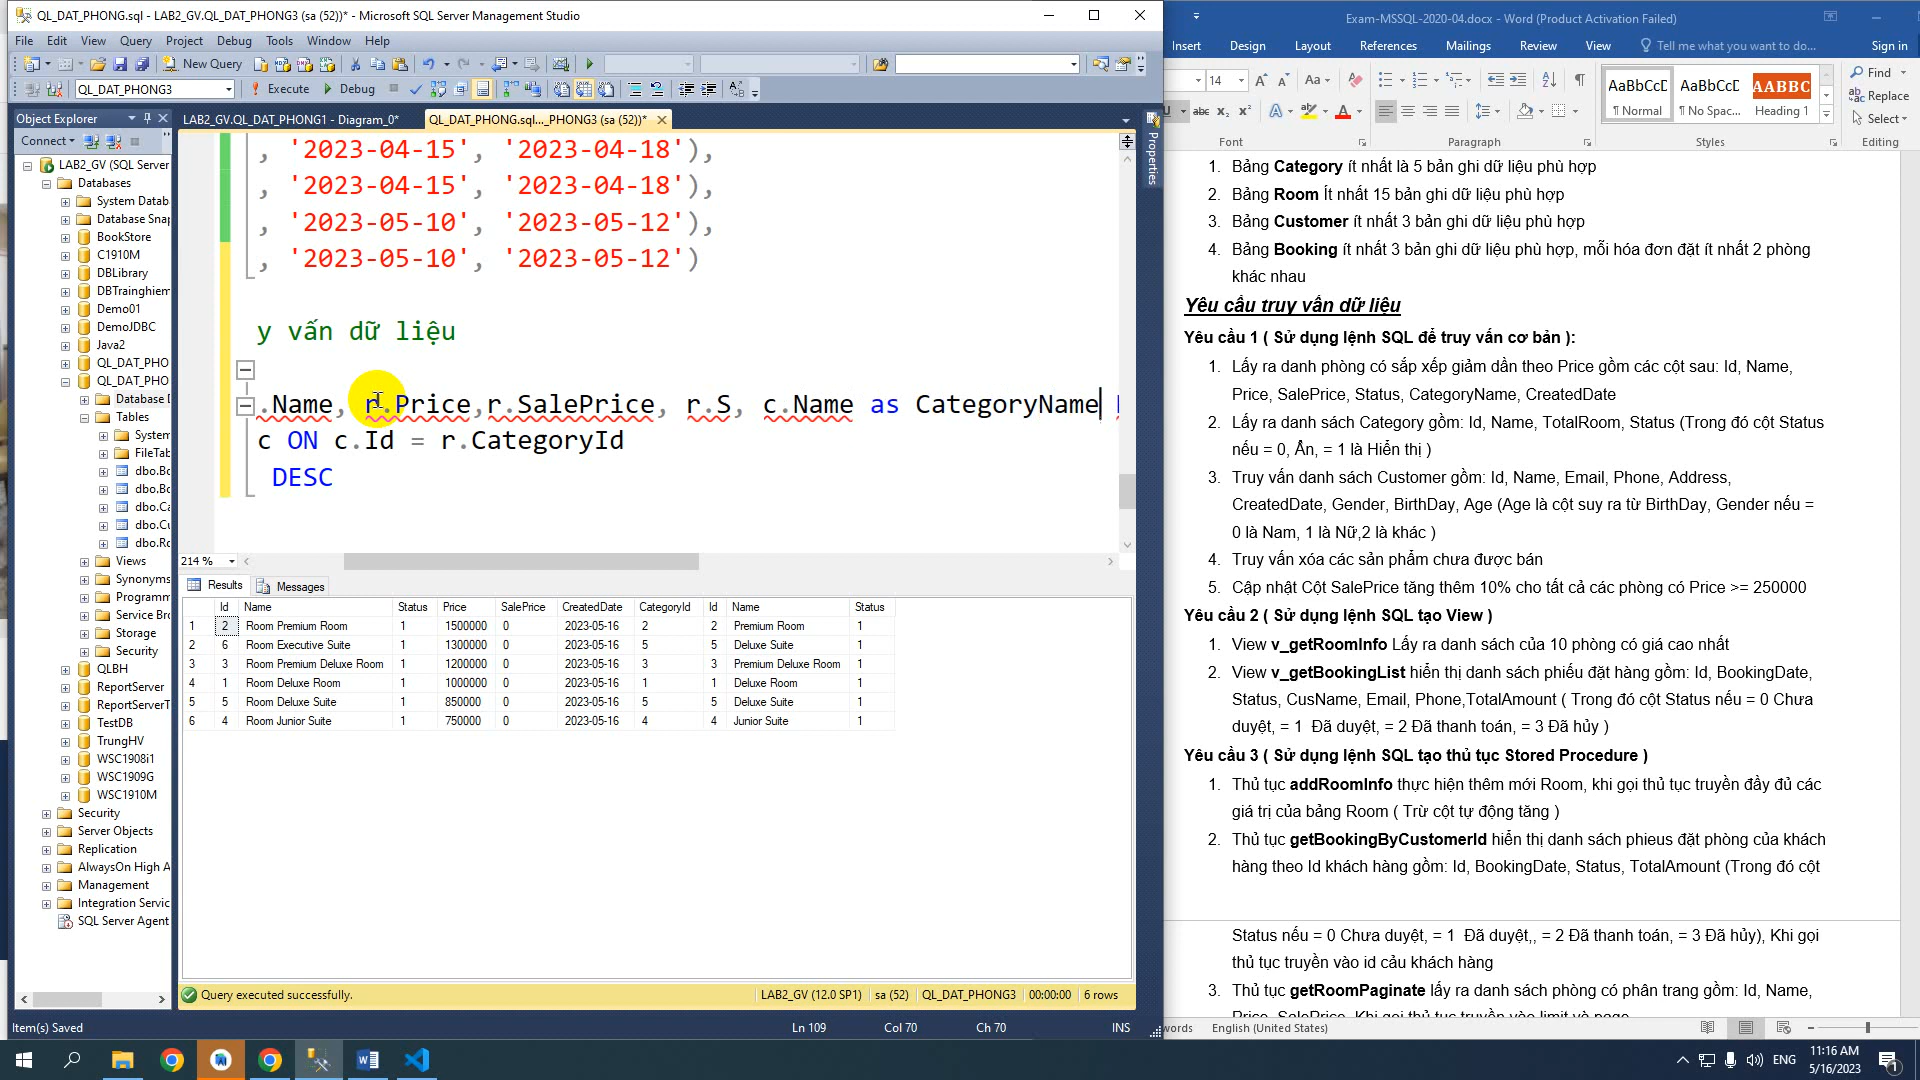 QL_DAT_PHONG.sql - LAB2_GV.QL_DAT_PHONG3 (sa (52))* - Microsoft SQL Server Management Studio
File Edit View Query Project Debug Tools Window Help
New Query
QL_DAT_PHONG3 Execute Debug
Object Explorer
Connect
LAB2_GV (SQL Server
Databases
System Datab
Database Snap
BookStore
C1910M
DBLibrary
DBTrainghiem
Demo01
DemoJDBC
Java2
QL_DAT_PHO
QL_DAT_PHO
Database D
Tables
System
FileTab
dbo.Bo
dbo.Bo
dbo.Ca
dbo.Cu
dbo.Ro
Views
Synonyms
Programm
Service Bro
Storage
Security
QLBH
ReportServer
ReportServerT
TestDB
TrungHV
WSC1908i1
WSC1909G
WSC1910M
Security
Server Objects
Replication
AlwaysOn High A
Management
Integration Servic
SQL Server Agent
LAB2_GV.QL_DAT_PHONG1 - Diagram_0* QL_DAT_PHONG.sql..._PHONG3 (sa (52))*
Properties
, '2023-04-15', '2023-04-18'),
, '2023-04-15', '2023-04-18'),
, '2023-05-10', '2023-05-12'),
, '2023-05-10', '2023-05-12')
y vấn dữ liệu
.Name, r.Price,r.SalePrice, r.S, c.Name as CategoryName
c ON c.Id = r.CategoryId
DESC
214 %
Results Messages
Id Name Status Price SalePrice CreatedDate CategoryId Id Name Status
1 2 Room Premium Room 1 1500000 0 2023-05-16 2 2 Premium Room 1
2 6 Room Executive Suite 1 1300000 0 2023-05-16 5 5 Deluxe Suite 1
3 3 Room Premium Deluxe Room 1 1200000 0 2023-05-16 3 3 Premium Deluxe Room 1
4 1 Room Deluxe Room 1 1000000 0 2023-05-16 1 1 Deluxe Room 1
5 5 Room Deluxe Suite 1 850000 0 2023-05-16 5 5 Deluxe Suite 1
6 4 Room Junior Suite 1 750000 0 2023-05-16 4 4 Junior Suite 1
Query executed successfully. LAB2_GV (12.0 SP1) sa (52) QL_DAT_PHONG3 00:00:00 6 rows
Item(s) Saved Ln 109 Col 70 Ch 70 INS
Exam-MSSQL-2020-04.docx - Word (Product Activation Failed)
Insert Design Layout References Mailings Review View Tell me what you want to do... Sign in
14 Aa
AaBbCcD AaBbCcD AABBC
¶ Normal ¶ No Spac... Heading 1
Find
Replace
Select
Font Paragraph Styles Editing
1. Bảng Category ít nhất là 5 bản ghi dữ liệu phù hợp
2. Bảng Room Ít nhất 15 bản ghi dữ liệu phù hợp
3. Bảng Customer ít nhất 3 bản ghi dữ liệu phù hợp
4. Bảng Booking ít nhất 3 bản ghi dữ liệu phù hợp, mỗi hóa đơn đặt ít nhất 2 phòng
khác nhau
Yêu cầu truy vấn dữ liệu
Yêu cầu 1 ( Sử dụng lệnh SQL để truy vấn cơ bản ):
1. Lấy ra danh phòng có sắp xếp giảm dần theo Price gồm các cột sau: Id, Name,
Price, SalePrice, Status, CategoryName, CreatedDate
2. Lấy ra danh sách Category gồm: Id, Name, TotalRoom, Status (Trong đó cột Status
nếu = 0, Ẩn, = 1 là Hiển thị )
3. Truy vấn danh sách Customer gồm: Id, Name, Email, Phone, Address,
CreatedDate, Gender, BirthDay, Age (Age là cột suy ra từ BirthDay, Gender nếu =
0 là Nam, 1 là Nữ,2 là khác )
4. Truy vấn xóa các sản phẩm chưa được bán
5. Cập nhật Cột SalePrice tăng thêm 10% cho tất cả các phòng có Price >= 250000
Yêu cầu 2 ( Sử dụng lệnh SQL tạo View )
1. View v_getRoomInfo Lấy ra danh sách của 10 phòng có giá cao nhất
2. View v_getBookingList hiển thị danh sách phiếu đặt hàng gồm: Id, BookingDate,
Status, CusName, Email, Phone,TotalAmount ( Trong đó cột Status nếu = 0 Chưa
duyệt, = 1 Đã duyệt, = 2 Đã thanh toán, = 3 Đã hủy )
Yêu cầu 3 ( Sử dụng lệnh SQL tạo thủ tục Stored Procedure )
1. Thủ tục addRoomInfo thực hiện thêm mới Room, khi gọi thủ tục truyền đầy đủ các
giá trị của bảng Room ( Trừ cột tự động tăng )
2. Thủ tục getBookingByCustomerId hiển thị danh sách phieus đặt phòng của khách
hàng theo Id khách hàng gồm: Id, BookingDate, Status, TotalAmount (Trong đó cột
Status nếu = 0 Chưa duyệt, = 1 Đã duyệt,, = 2 Đã thanh toán, = 3 Đã hủy), Khi gọi
thủ tục truyền vào id cảu khách hàng
3. Thủ tục getRoomPaginate lấy ra danh sách phòng có phân trang gồm: Id, Name,
Price, SalePrice, Khi gọi thủ tục truyền vào limit và page
words English (United States)
ENG
11:16 AM
5/16/2023
1